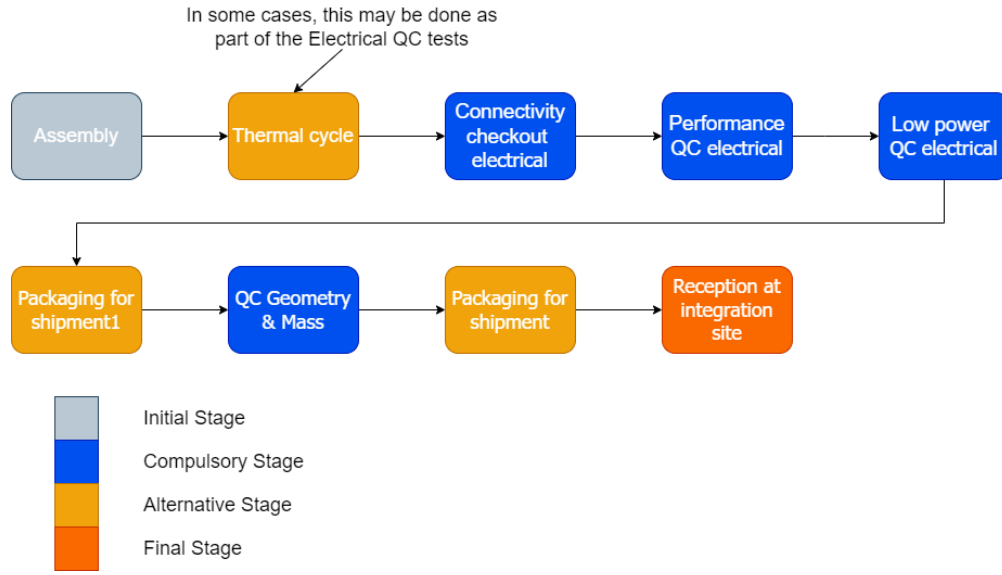 In some cases, this may be done as
part of the Electrical QC tests
Assembly
Thermal cycle
Connectivity
checkout
electrical
Performance
QC electrical
Low power
QC electrical
Packaging for
shipment1
QC Geometry
& Mass
Packaging for
shipment
Reception at
integration
site
Initial Stage
Compulsory Stage
Alternative Stage
Final Stage